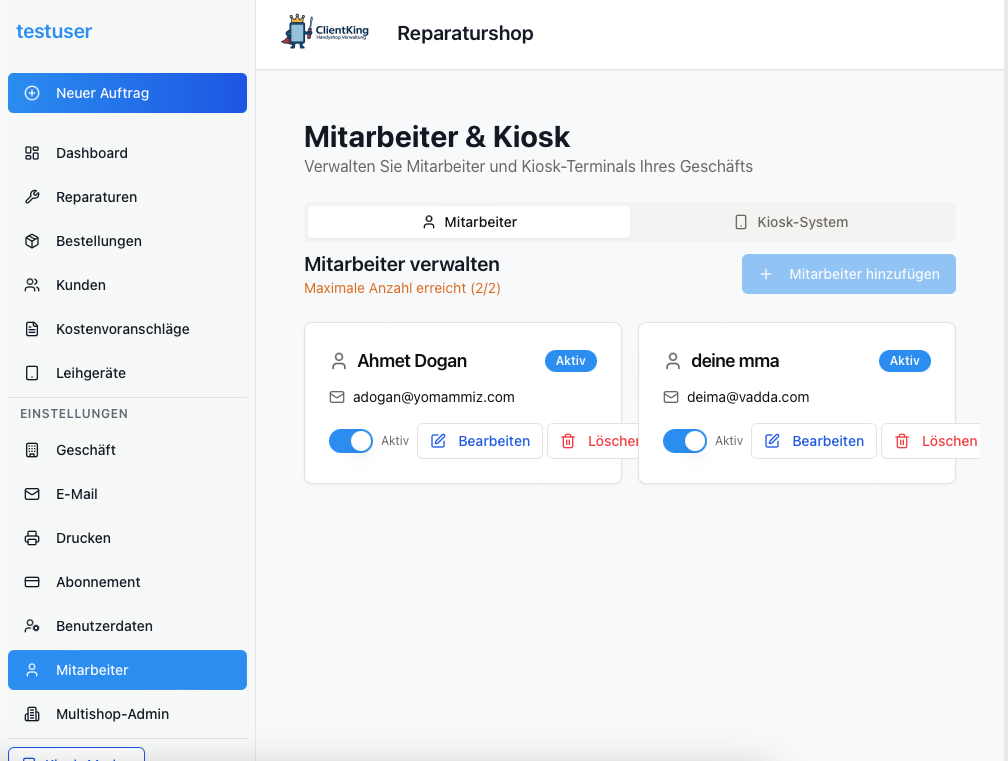 testuser
ClientKing
Handyshop Verwaltung
Reparaturshop
Neuer Auftrag
Dashboard
Reparaturen
Bestellungen
Kunden
Kostenvoranschläge
Leihgeräte
EINSTELLUNGEN
Geschäft
E-Mail
Drucken
Abonnement
Benutzerdaten
Mitarbeiter
Multishop-Admin
Mitarbeiter & Kiosk
Verwalten Sie Mitarbeiter und Kiosk-Terminals Ihres Geschäfts
Mitarbeiter
Kiosk-System
Mitarbeiter verwalten
Maximale Anzahl erreicht (2/2)
Mitarbeiter hinzufügen
Ahmet Dogan
Aktiv
adogan@yomammiz.com
Aktiv
Bearbeiten
Löschen
deine mma
Aktiv
deima@vadda.com
Aktiv
Bearbeiten
Löschen